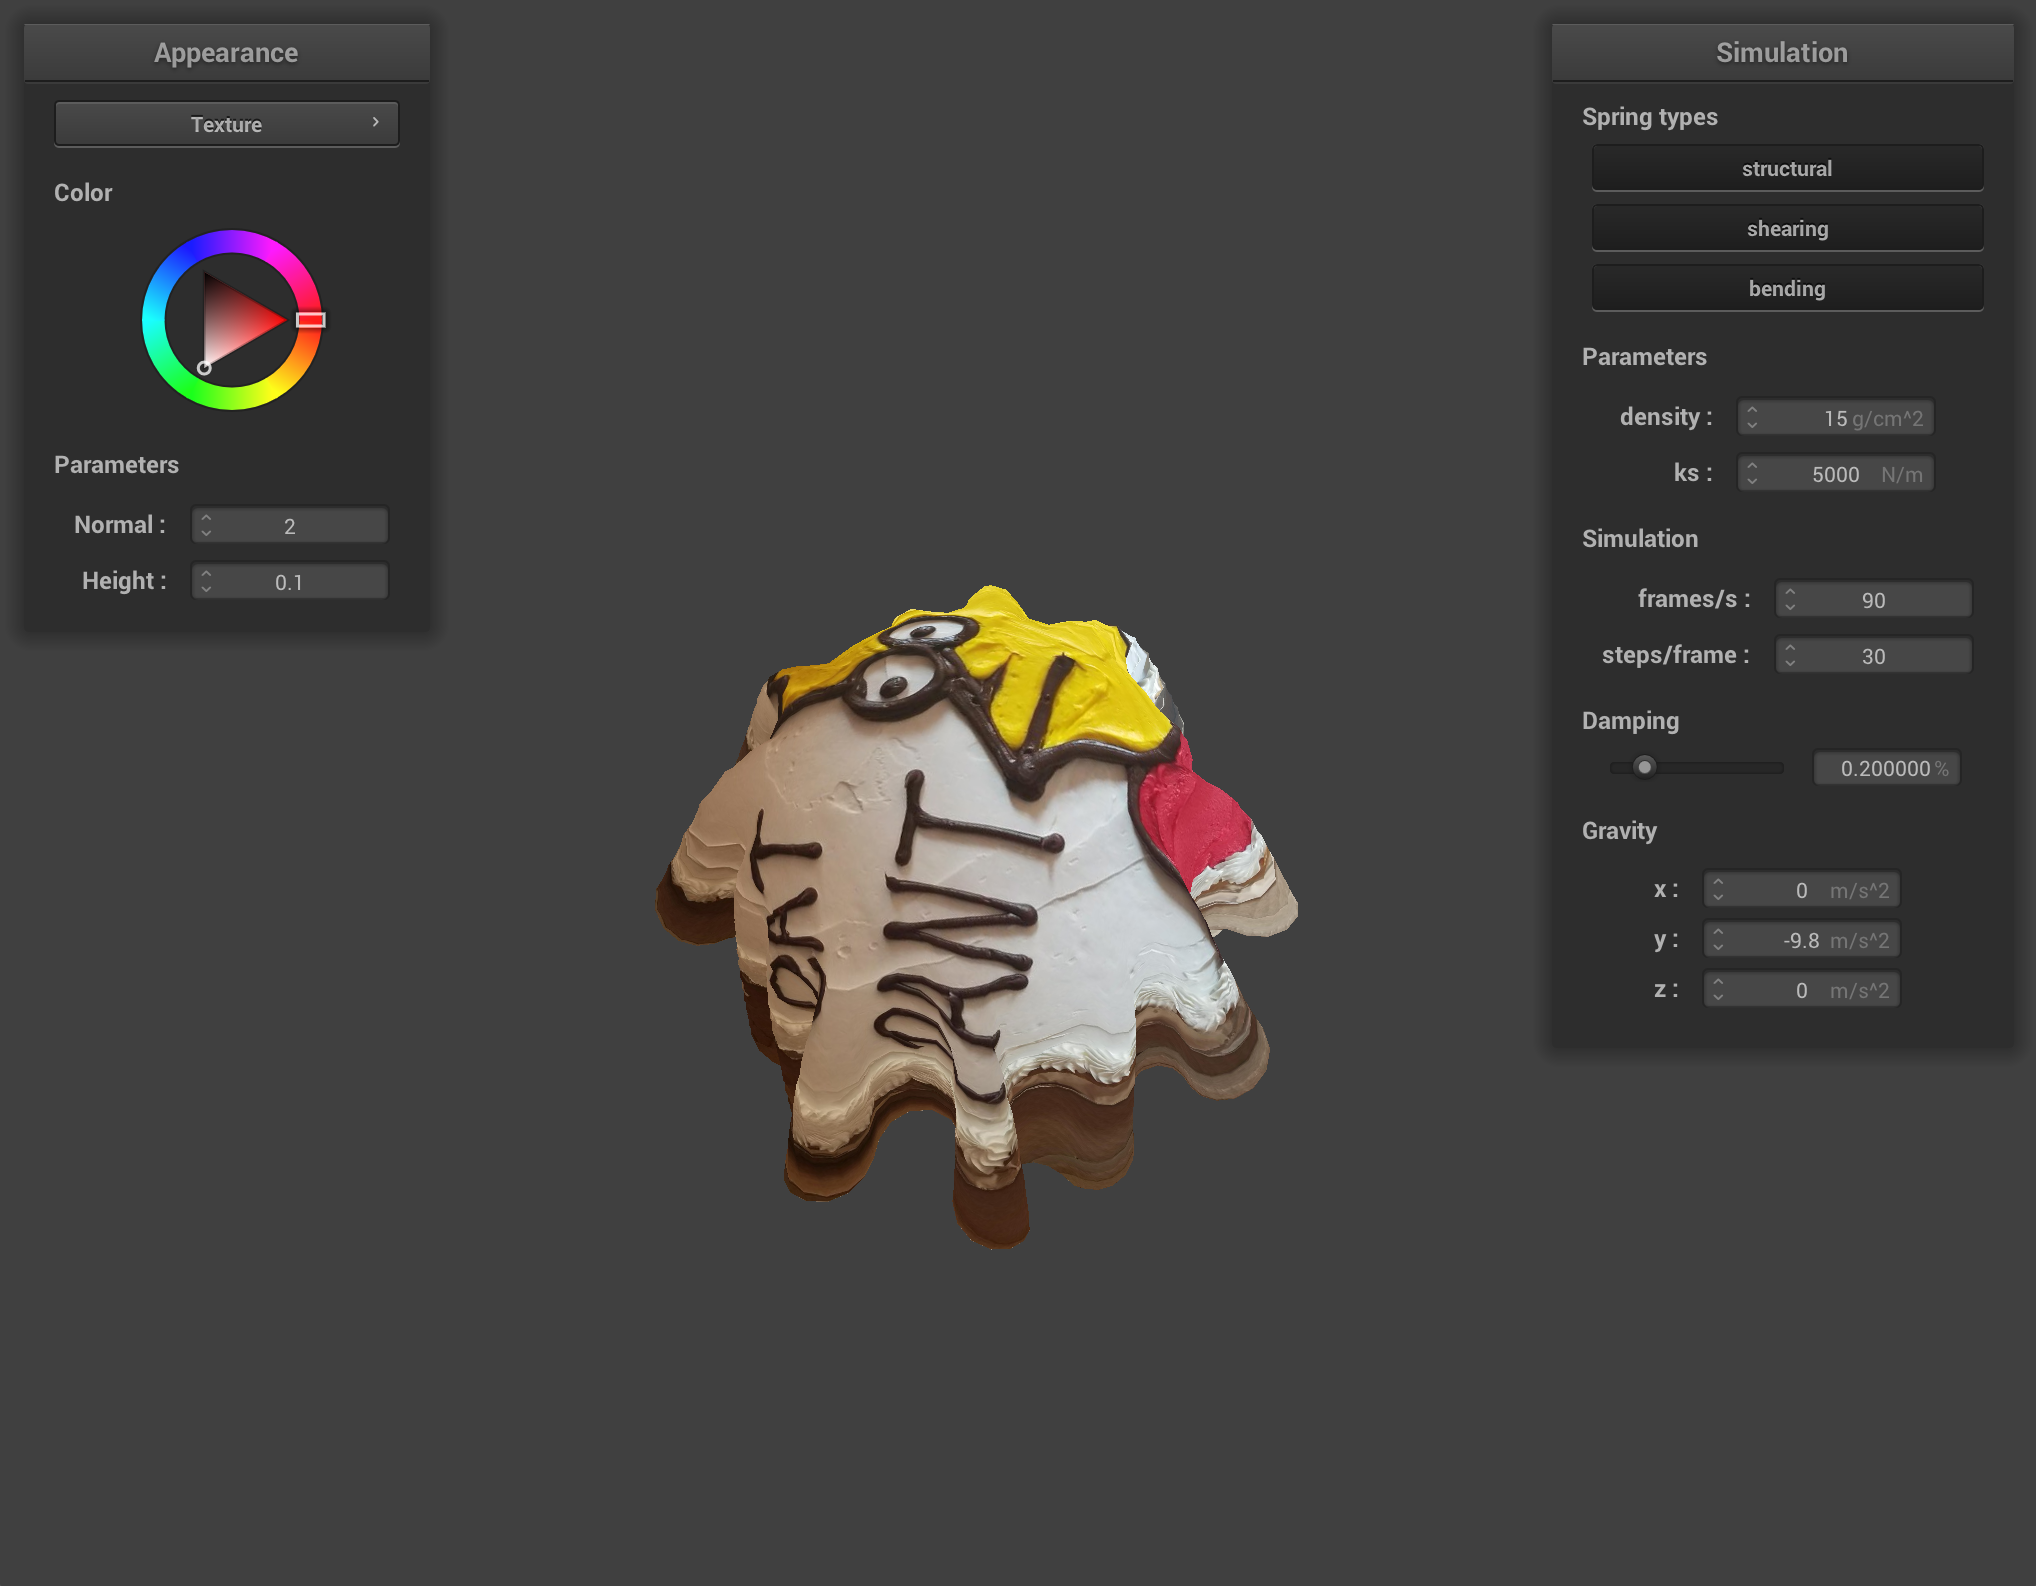 Appearance
Texture
Color
Parameters
Normal : 2
Height : 0.1
Simulation
Spring types
structural
shearing
bending
Parameters
density : 15 g/cm^2
ks : 5000 N/m
Simulation
frames/s : 90
steps/frame : 30
Damping
0.200000 %
Gravity
x : 0 m/s^2
y : -9.8 m/s^2
z : 0 m/s^2